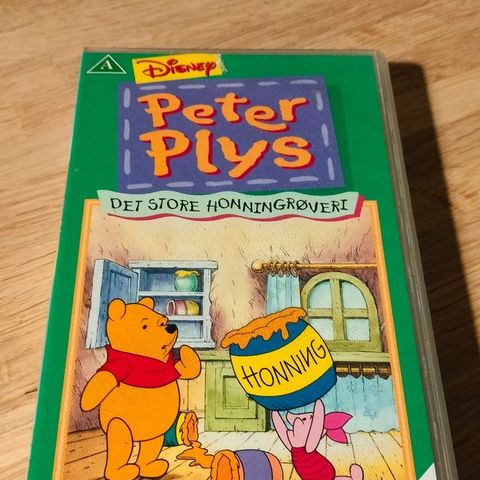 A
Disney
Peter
Plys
DET STORE HONNINGRØVERI
HONNING